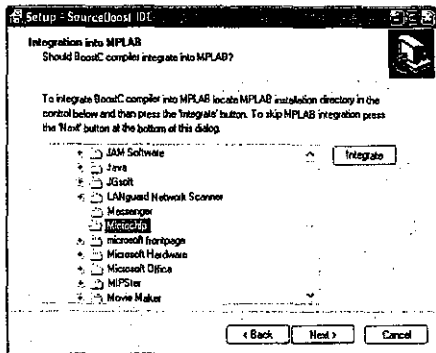 Setup - SourceBoost IDE
Integration into MPLAB
Should BoostC compiler integrate into MPLAB?
To integrate BoostC compiler into MPLAB locate MPLAB installation directory in the
control below and then press the 'Integrate' button. To skip MPLAB integration press
the 'Next' button at the bottom of this dialog.
JAM Software
Integrate
Java
JGsoft
LANguard Network Scanner
Messenger
Microchip
microsoft frontpage
Microsoft Hardware
Microsoft Office
MIPSter
Movie Maker
< Back
Next >
Cancel